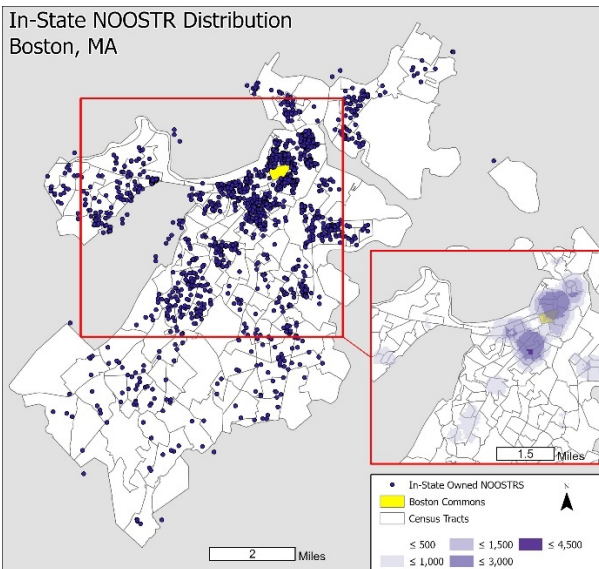 In-State NOOSTR Distribution
Boston, MA
1.5 Miles
2 Miles
In-State Owned NOOSTRS
Boston Commons
Census Tracts
N
≤ 500 ≤ 1,500 ≤ 4,500
≤ 1,000 ≤ 3,000